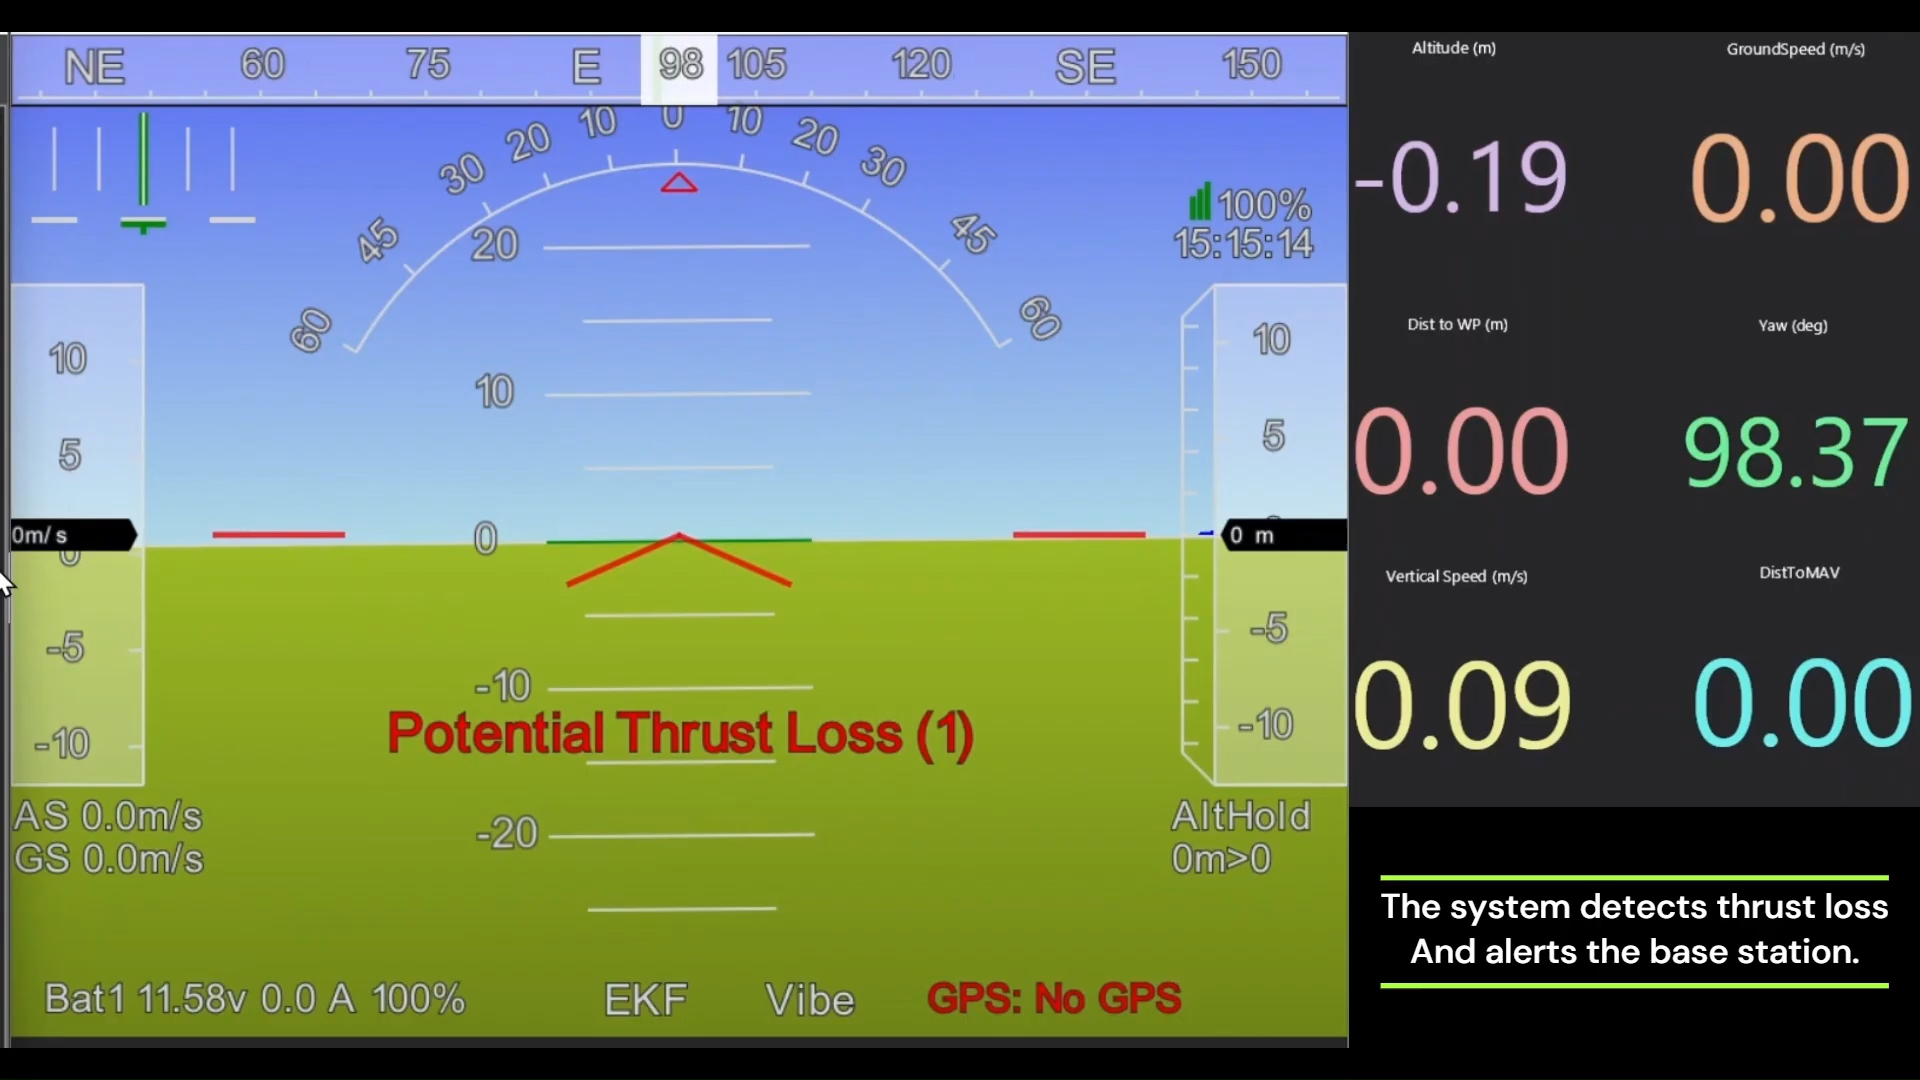 NE 60 75 E 98 105 120 SE 150
60 45 30 20 10 0 10 20 30 45 60
100%
15:15:14
20
10
0
-10
-20
10
5
0m/s
0
-5
-10
10
5
0 m
-5
-10
Potential Thrust Loss (1)
AS 0.0m/s
GS 0.0m/s
AltHold
0m>0
Bat1 11.58v 0.0 A 100% EKF Vibe GPS: No GPS
Altitude (m)
-0.19
GroundSpeed (m/s)
0.00
Dist to WP (m)
0.00
Yaw (deg)
98.37
Vertical Speed (m/s)
0.09
DistToMAV
0.00
The system detects thrust loss
And alerts the base station.